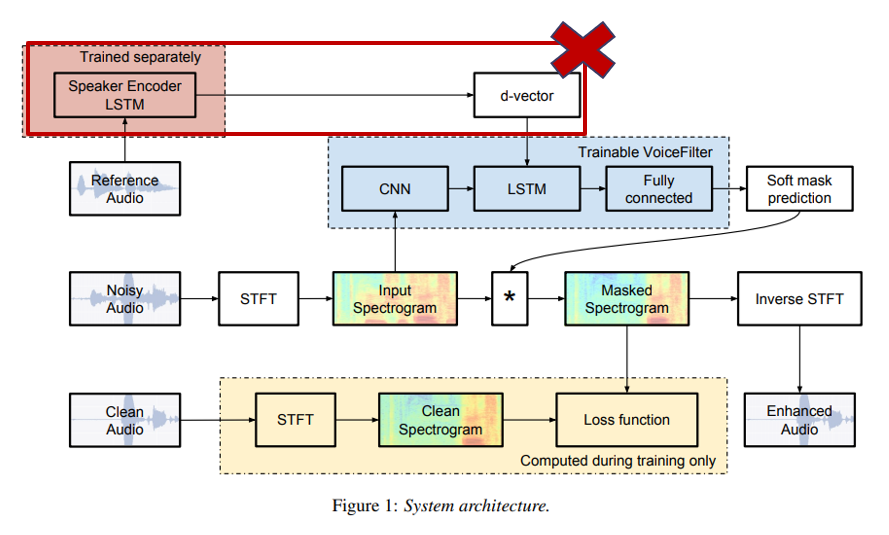 Trained separately
Speaker Encoder
LSTM
d-vector
Trainable VoiceFilter
Reference
Audio
CNN
LSTM
Fully
connected
Soft mask
prediction
Noisy
Audio
STFT
Input
Spectrogram
*
Masked
Spectrogram
Inverse STFT
Clean
Audio
STFT
Clean
Spectrogram
Loss function
Enhanced
Audio
Computed during training only
Figure 1: System architecture.